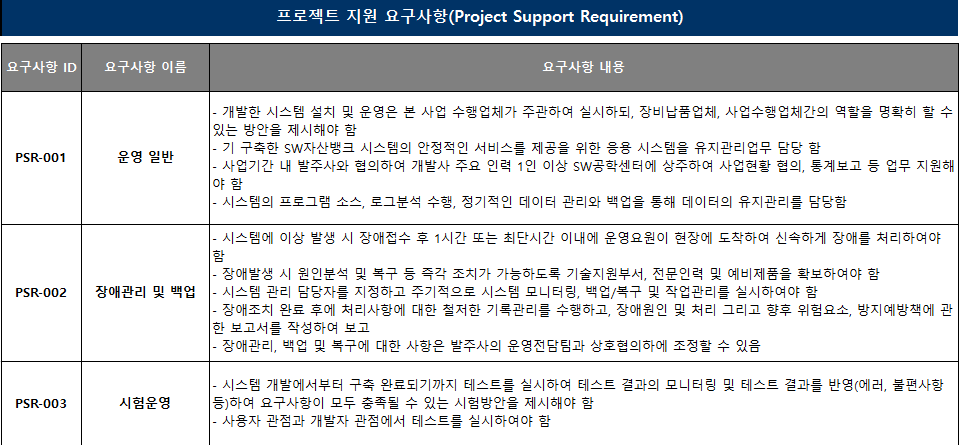 프로젝트 지원 요구사항(Project Support Requirement)
요구사항 ID 요구사항 이름 요구사항 내용
PSR-001 운영 일반
- 개발한 시스템 설치 및 운영은 본 사업 수행업체가 주관하여 실시하되, 장비납품업체, 사업수행업체간의 역할을 명확히 할 수
있는 방안을 제시해야 함
- 기 구축한 SW자산뱅크 시스템의 안정적인 서비스를 제공을 위한 응용 시스템을 유지관리업무 담당 함
- 사업기간 내 발주사와 협의하여 개발사 주요 인력 1인 이상 SW공학센터에 상주하여 사업현황 협의, 통계보고 등 업무 지원해
야 함
- 시스템의 프로그램 소스, 로그분석 수행, 정기적인 데이터 관리와 백업을 통해 데이터의 유지관리를 담당함
PSR-002 장애관리 및 백업
- 시스템에 이상 발생 시 장애접수 후 1시간 또는 최단시간 이내에 운영요원이 현장에 도착하여 신속하게 장애를 처리하여야
함
- 장애발생 시 원인분석 및 복구 등 즉각 조치가 가능하도록 기술지원부서, 전문인력 및 예비제품을 확보하여야 함
- 시스템 관리 담당자를 지정하고 주기적으로 시스템 모니터링, 백업/복구 및 작업관리를 실시하여야 함
- 장애조치 완료 후에 처리사항에 대한 철저한 기록관리를 수행하고, 장애원인 및 처리 그리고 향후 위험요소, 방지예방책에 관
한 보고서를 작성하여 보고
- 장애관리, 백업 및 복구에 대한 사항은 발주사의 운영전담팀과 상호협의하에 조정할 수 있음
PSR-003 시험운영
- 시스템 개발에서부터 구축 완료되기까지 테스트를 실시하여 테스트 결과의 모니터링 및 테스트 결과를 반영(에러, 불편사항
등)하여 요구사항이 모두 충족될 수 있는 시험방안을 제시해야 함
- 사용자 관점과 개발자 관점에서 테스트를 실시하여야 함